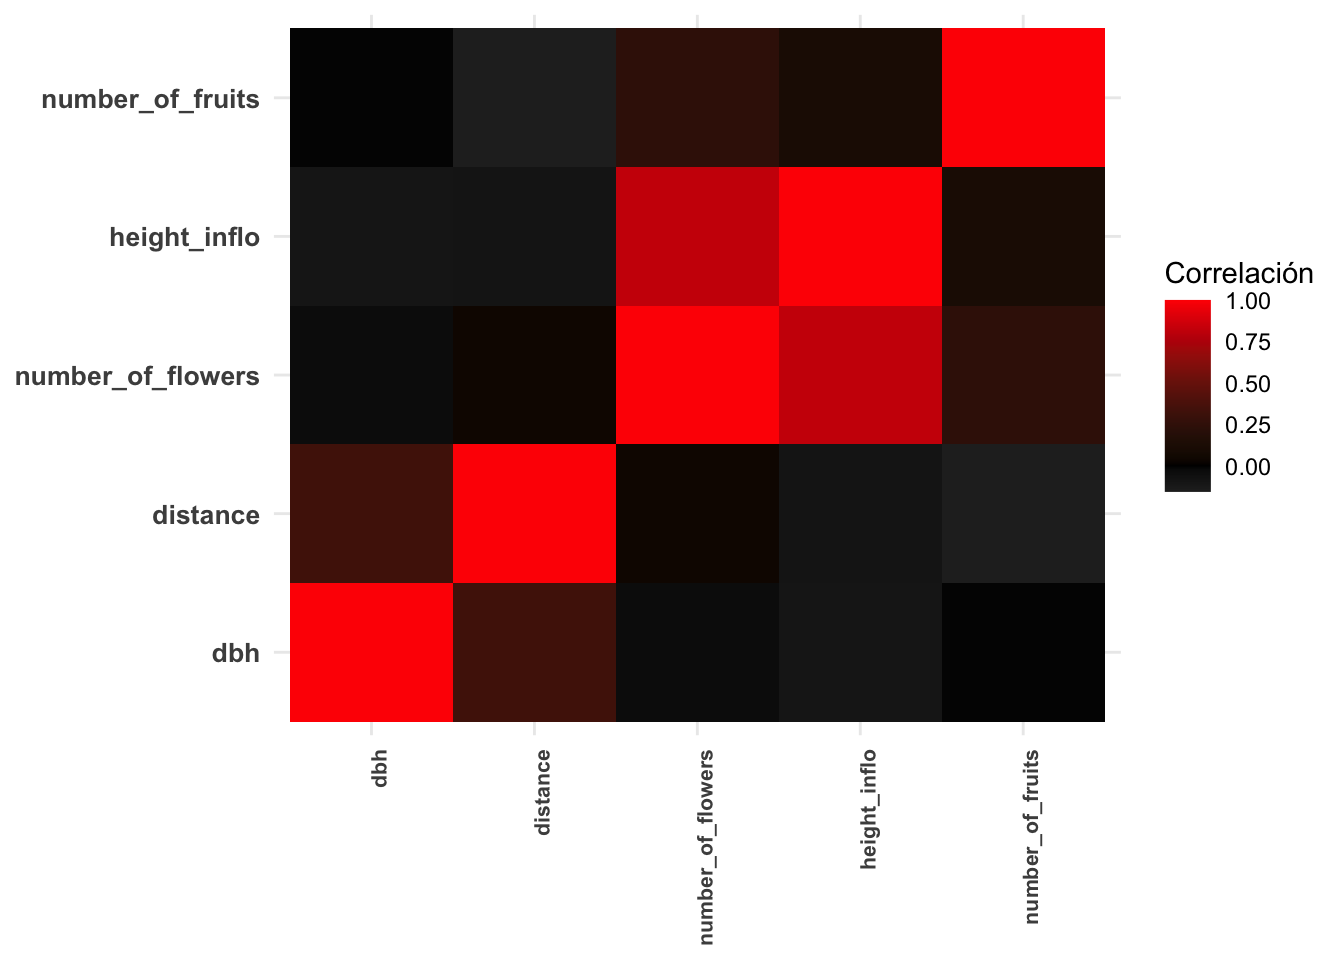 number_of_fruits
height_inflo
number_of_flowers
distance
dbh
dbh
distance
number_of_flowers
height_inflo
number_of_fruits
Correlación
1.00
0.75
0.50
0.25
0.00